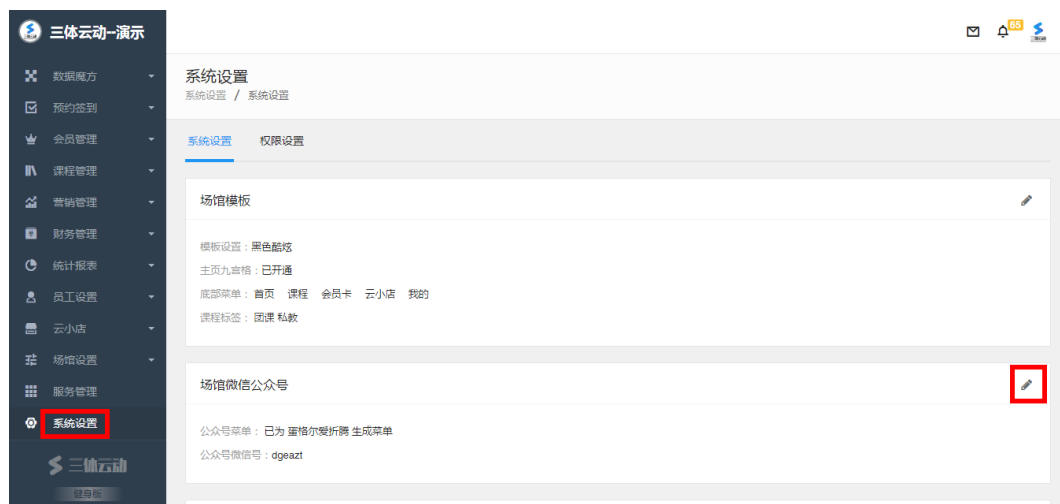 三体云动--演示
65
数据魔方
预约签到
会员管理
课程管理
营销管理
财务管理
统计报表
员工设置
云小店
场馆设置
服务管理
系统设置
三体云动
健身版
系统设置
系统设置 / 系统设置
系统设置 权限设置
场馆模板
模板设置：黑色酷炫
主页九宫格：已开通
底部菜单： 首页 课程 会员卡 云小店 我的
课程标签： 团课 私教
场馆微信公众号
公众号菜单： 已为 蛋格尔爱折腾 生成菜单
公众号微信号：dgeazt